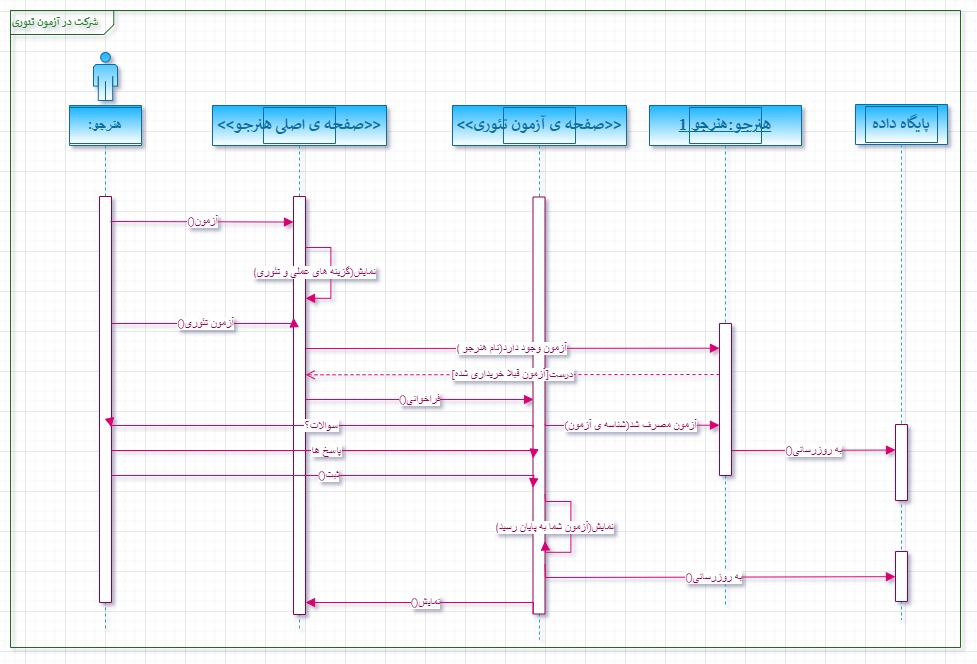 شرکت در آزمون تئوری
هنرجو:
<<صفحه ی اصلی هنرجو>>
<<صفحه ی آزمون تئوری>>
هنرجو:هنرجو 1
پایگاه داده
آزمون()
نمایش(گزینه های عملی و تئوری)
آزمون تئوری()
آزمون وجود دارد(نام هنرجو )
درست[آزمون قبلا خریداری شده]
فراخوانی()
سوالات؟
آزمون مصرف شد(شناسه ی آزمون)
پاسخ ها
به روزرسانی()
ثبت()
نمایش(آزمون شما به پایان رسید)
به روزرسانی()
نمایش()